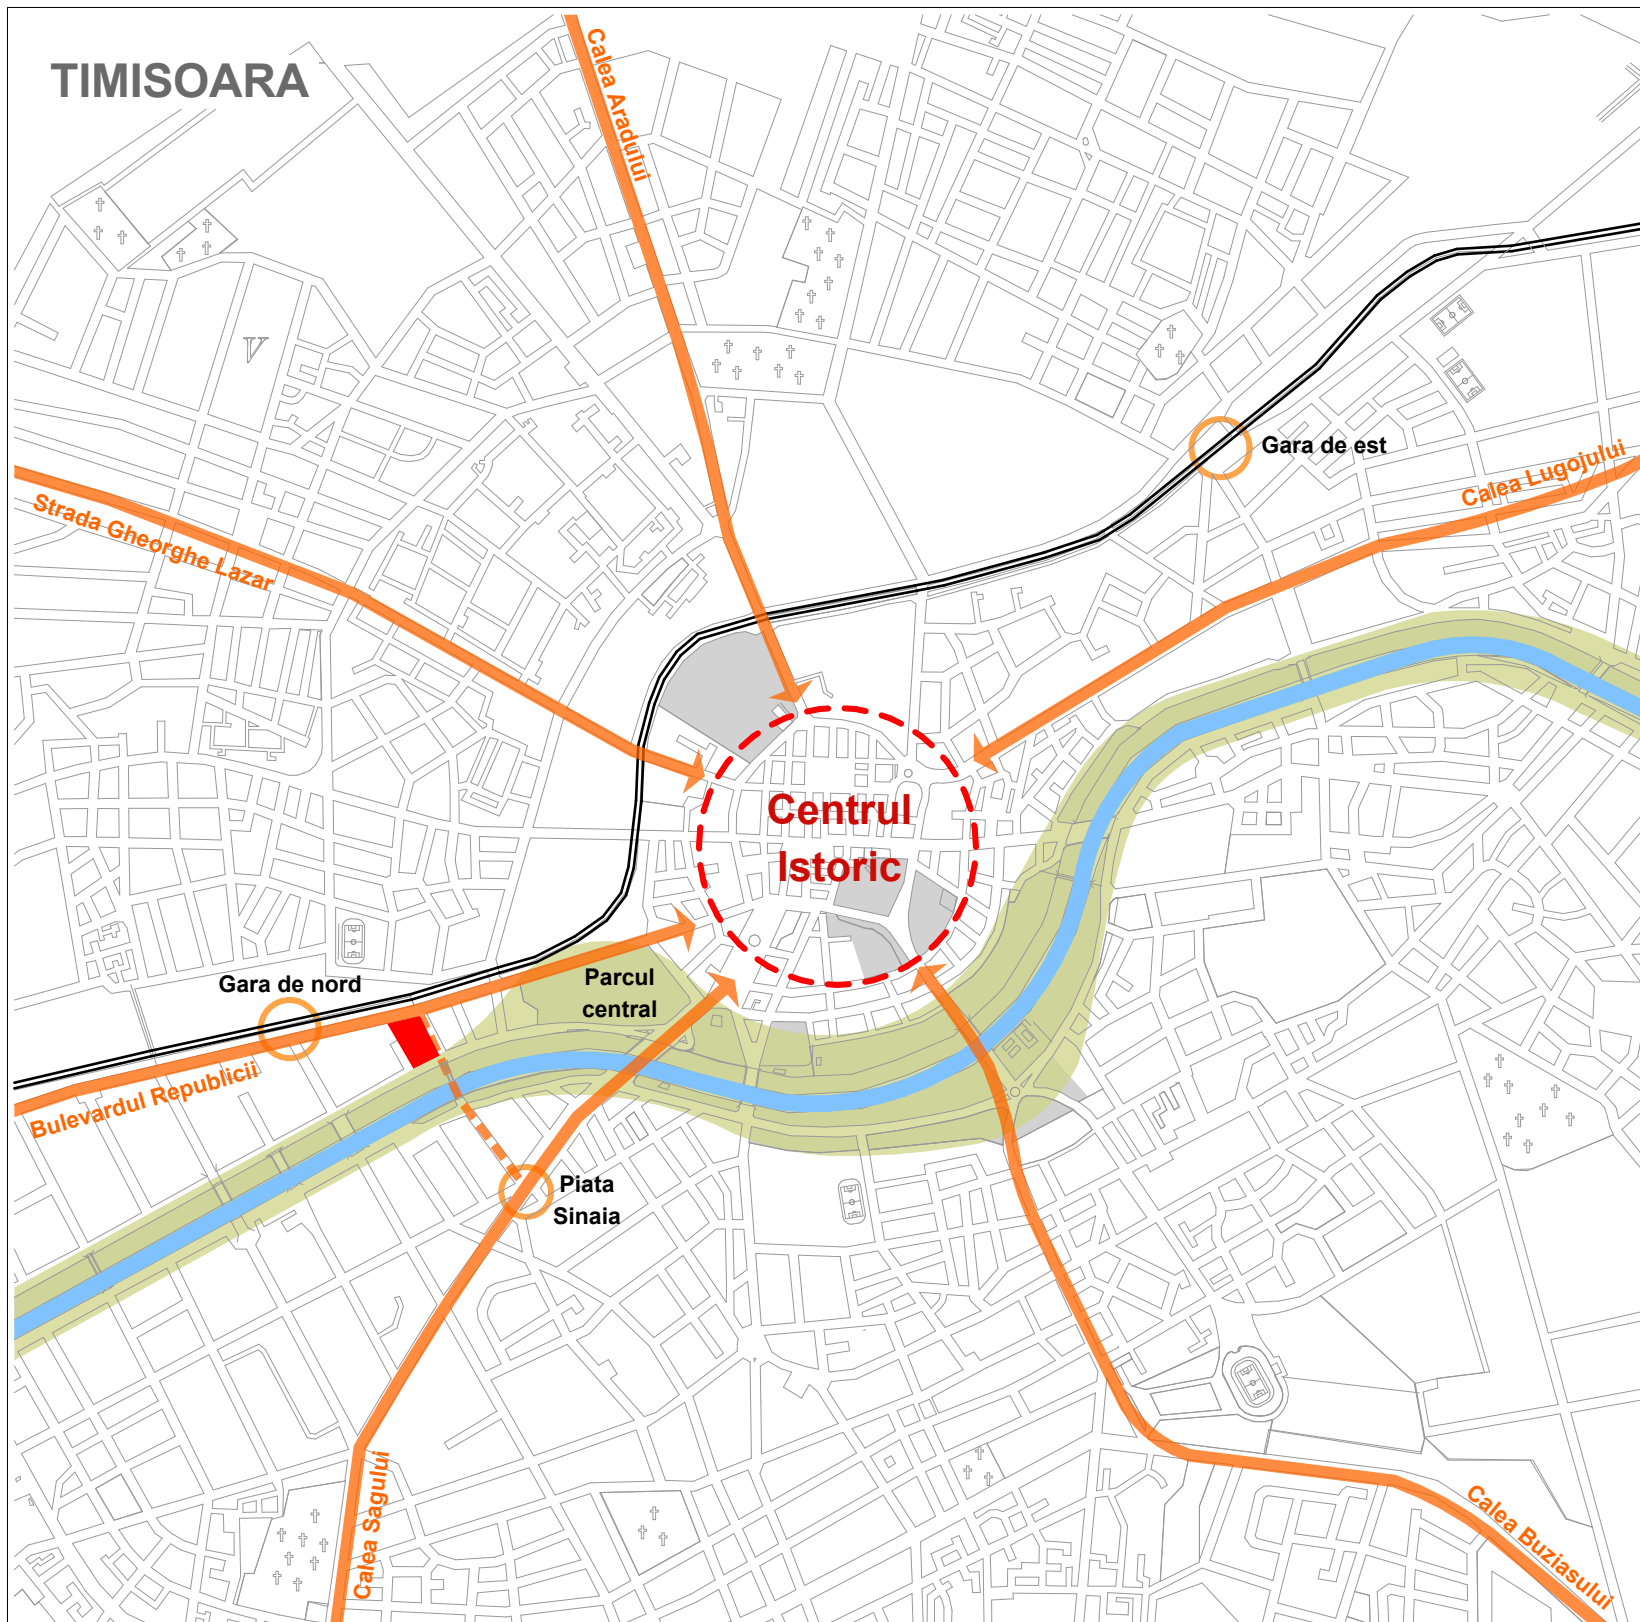 TIMISOARA
Calea Aradului
Gara de est
Calea Lugojului
Strada Gheorghe Lazar
Centrul
Istoric
Parcul
central
Gara de nord
Bulevardul Republicii
Piata
Sinaia
Calea Sagului
Calea Buziasului
V